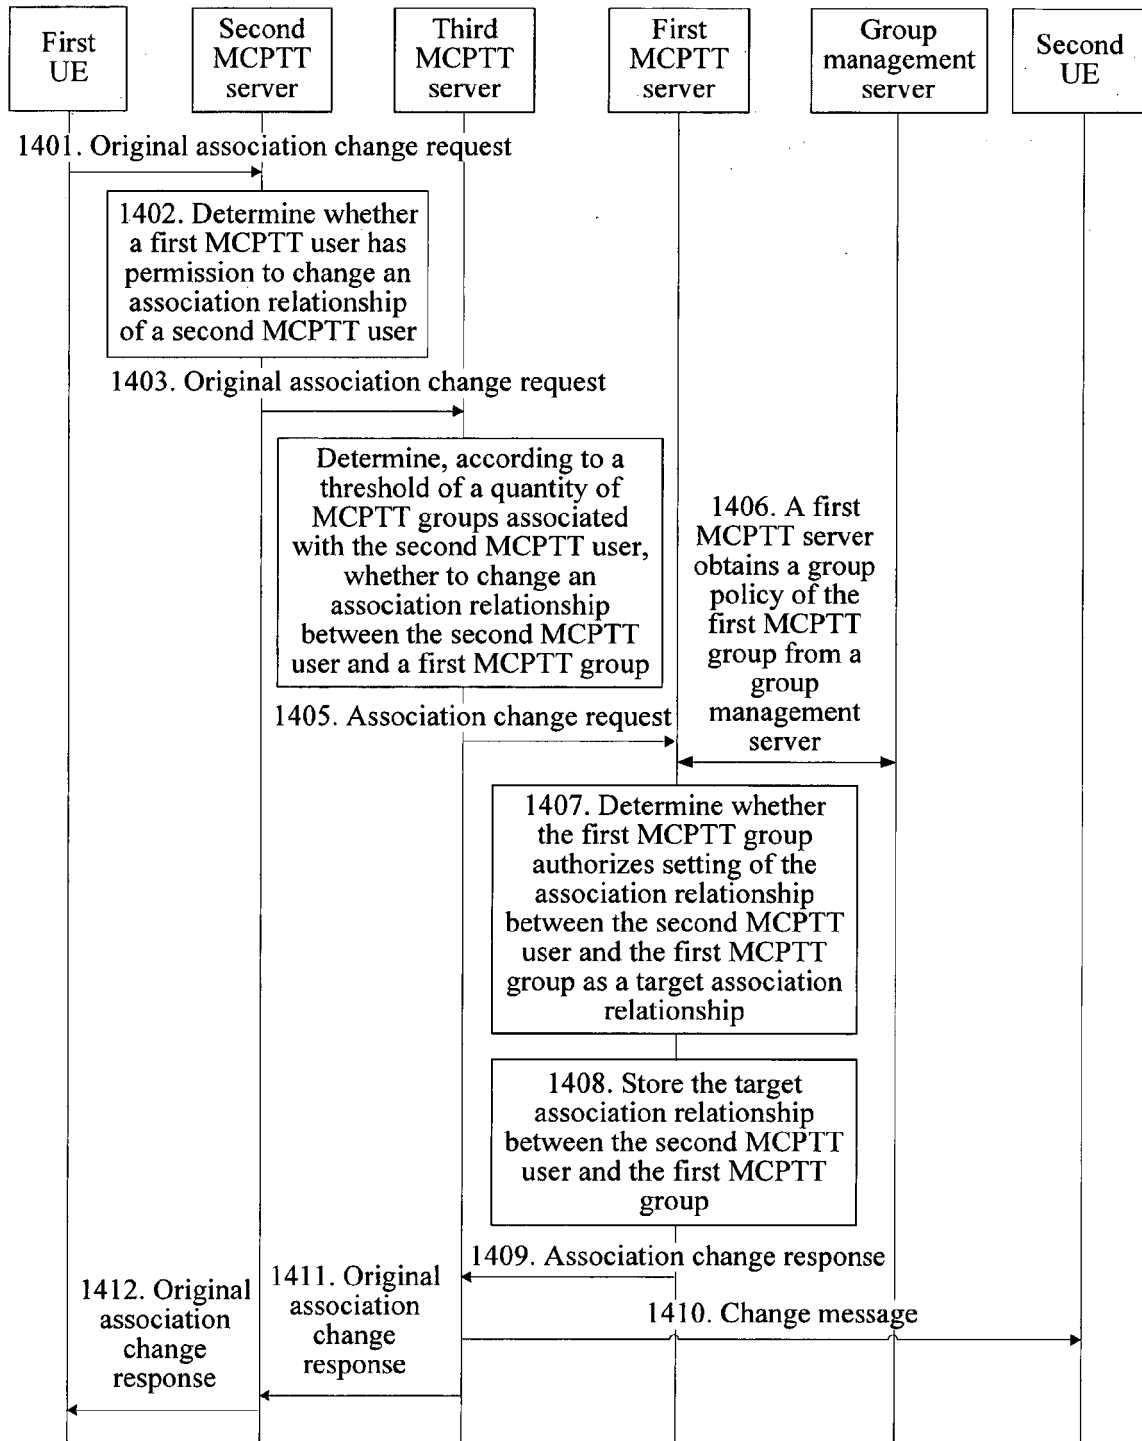 First
UE
Second
MCPTT
server
Third
MCPTT
server
First
MCPTT
server
Group
management
server
Second
UE
1401. Original association change request
1402. Determine whether
a first MCPTT user has
permission to change an
association relationship
of a second MCPTT user
1403. Original association change request
Determine, according to a
threshold of a quantity of
MCPTT groups associated
with the second MCPTT user,
whether to change an
association relationship
between the second MCPTT
user and a first MCPTT group
1405. Association change request
1406. A first
MCPTT server
obtains a group
policy of the
first MCPTT
group from a
group
management
server
1407. Determine whether
the first MCPTT group
authorizes setting of the
association relationship
between the second MCPTT
user and the first MCPTT
group as a target association
relationship
1408. Store the target
association relationship
between the second MCPTT
user and the first MCPTT
group
1409. Association change response
1410. Change message
1411. Original
association
change
response
1412. Original
association
change
response